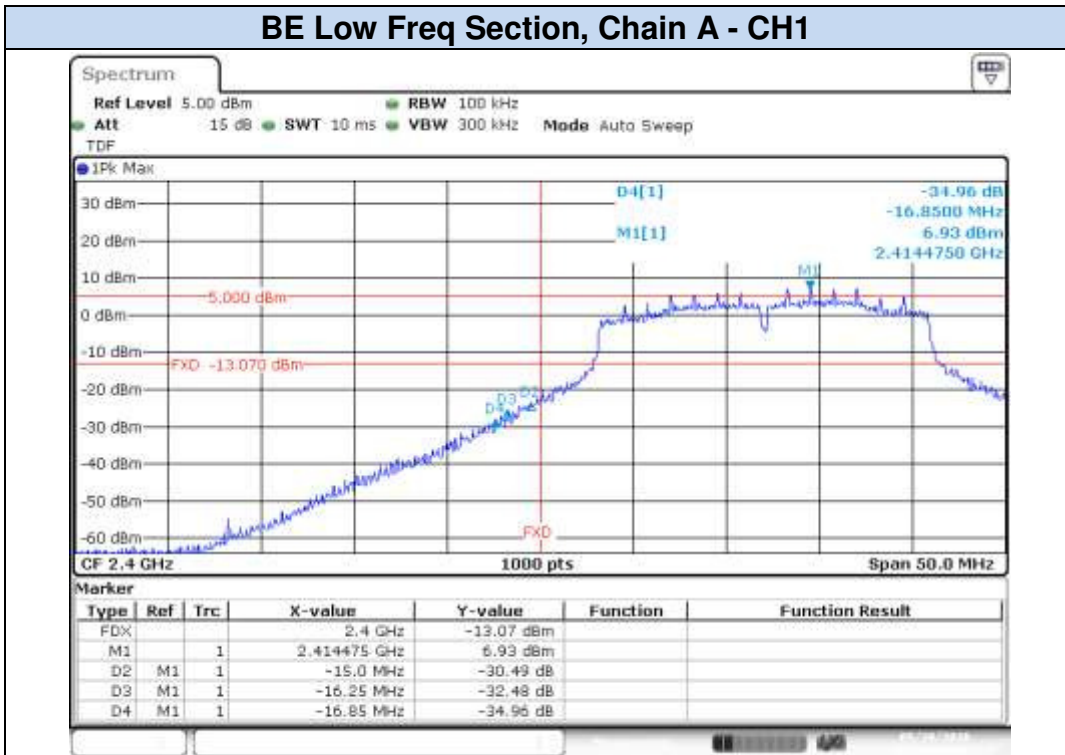 BE Low Freq Section, Chain A - CH1
Spectrum
Ref Level 5.00 dBm RBW 100 kHz
Att 15 dB SWT 10 ms VBW 300 kHz Mode Auto Sweep
TDF
1Pk Max
D4[1] -34.96 dB
-16.8500 MHz
M1[1] 6.93 dBm
2.4144750 GHz
30 dBm
20 dBm
10 dBm
M1
5.000 dBm
0 dBm
-10 dBm
FXD -13.070 dBm
-20 dBm
D4 D3 D2
-30 dBm
-40 dBm
-50 dBm
-60 dBm
FXD
CF 2.4 GHz 1000 pts Span 50.0 MHz
Marker
Type Ref Trc X-value Y-value Function Function Result
FDX 2.4 GHz -13.07 dBm
M1 1 2.414475 GHz 6.93 dBm
D2 M1 1 -15.0 MHz -30.49 dB
D3 M1 1 -16.25 MHz -32.48 dB
D4 M1 1 -16.85 MHz -34.96 dB